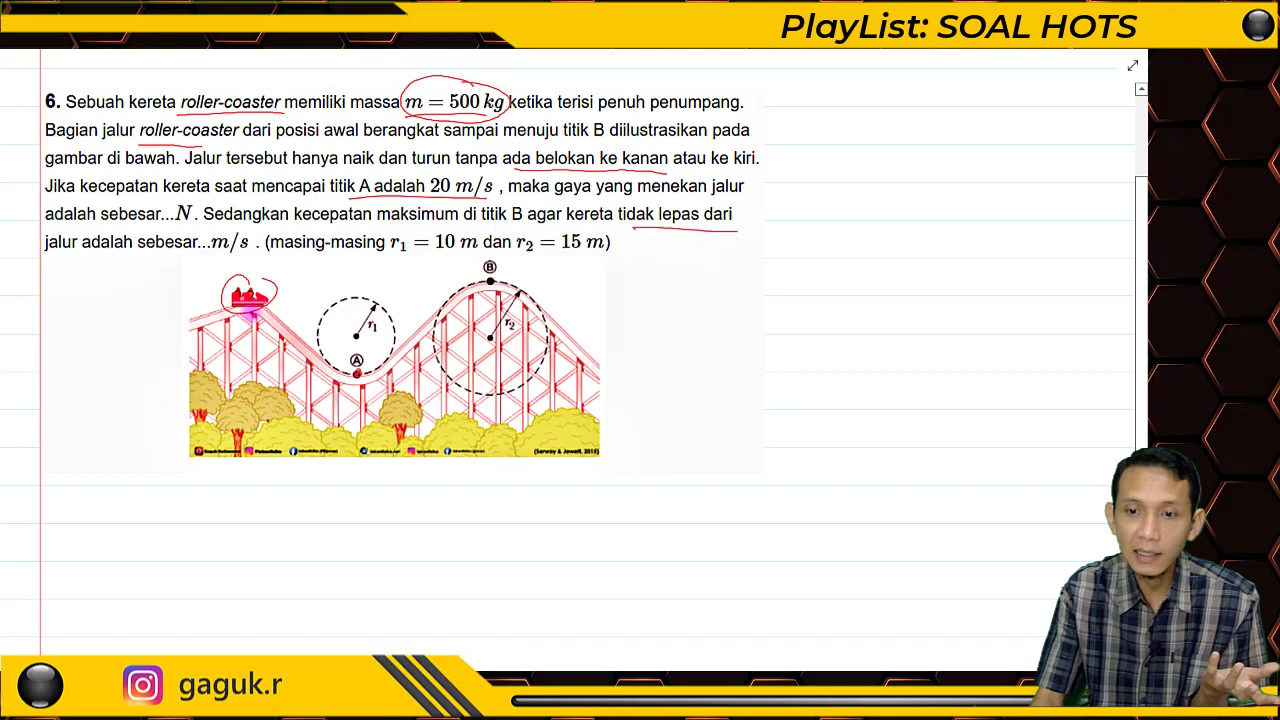 PlayList: SOAL HOTS
6. Sebuah kereta roller-coaster memiliki massa m = 500 kg ketika terisi penuh penumpang.
Bagian jalur roller-coaster dari posisi awal berangkat sampai menuju titik B diilustrasikan pada
gambar di bawah. Jalur tersebut hanya naik dan turun tanpa ada belokan ke kanan atau ke kiri.
Jika kecepatan kereta saat mencapai titik A adalah 20 m/s , maka gaya yang menekan jalur
adalah sebesar...N. Sedangkan kecepatan maksimum di titik B agar kereta tidak lepas dari
jalur adalah sebesar...m/s . (masing-masing r₁ = 10 m dan r₂ = 15 m)
B
r₁
r₂
A
(Serway & Jewett, 2018)
gaguk.r